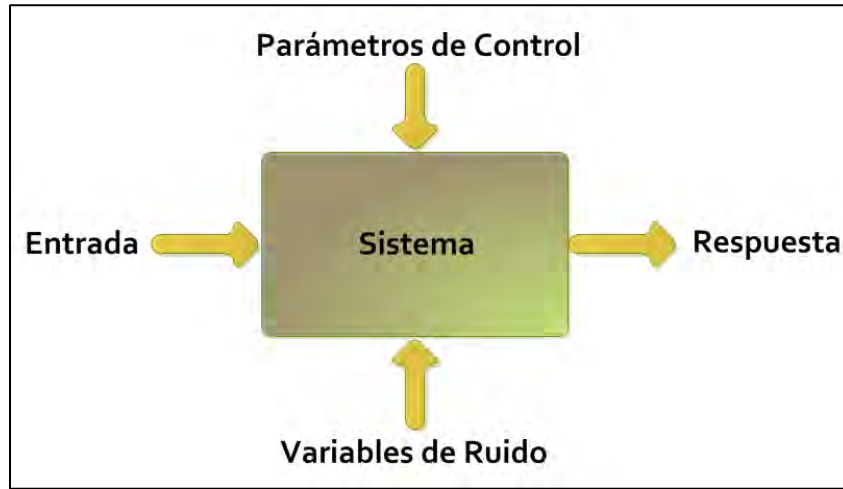 Parámetros de Control
Entrada
Sistema
Respuesta
Variables de Ruido